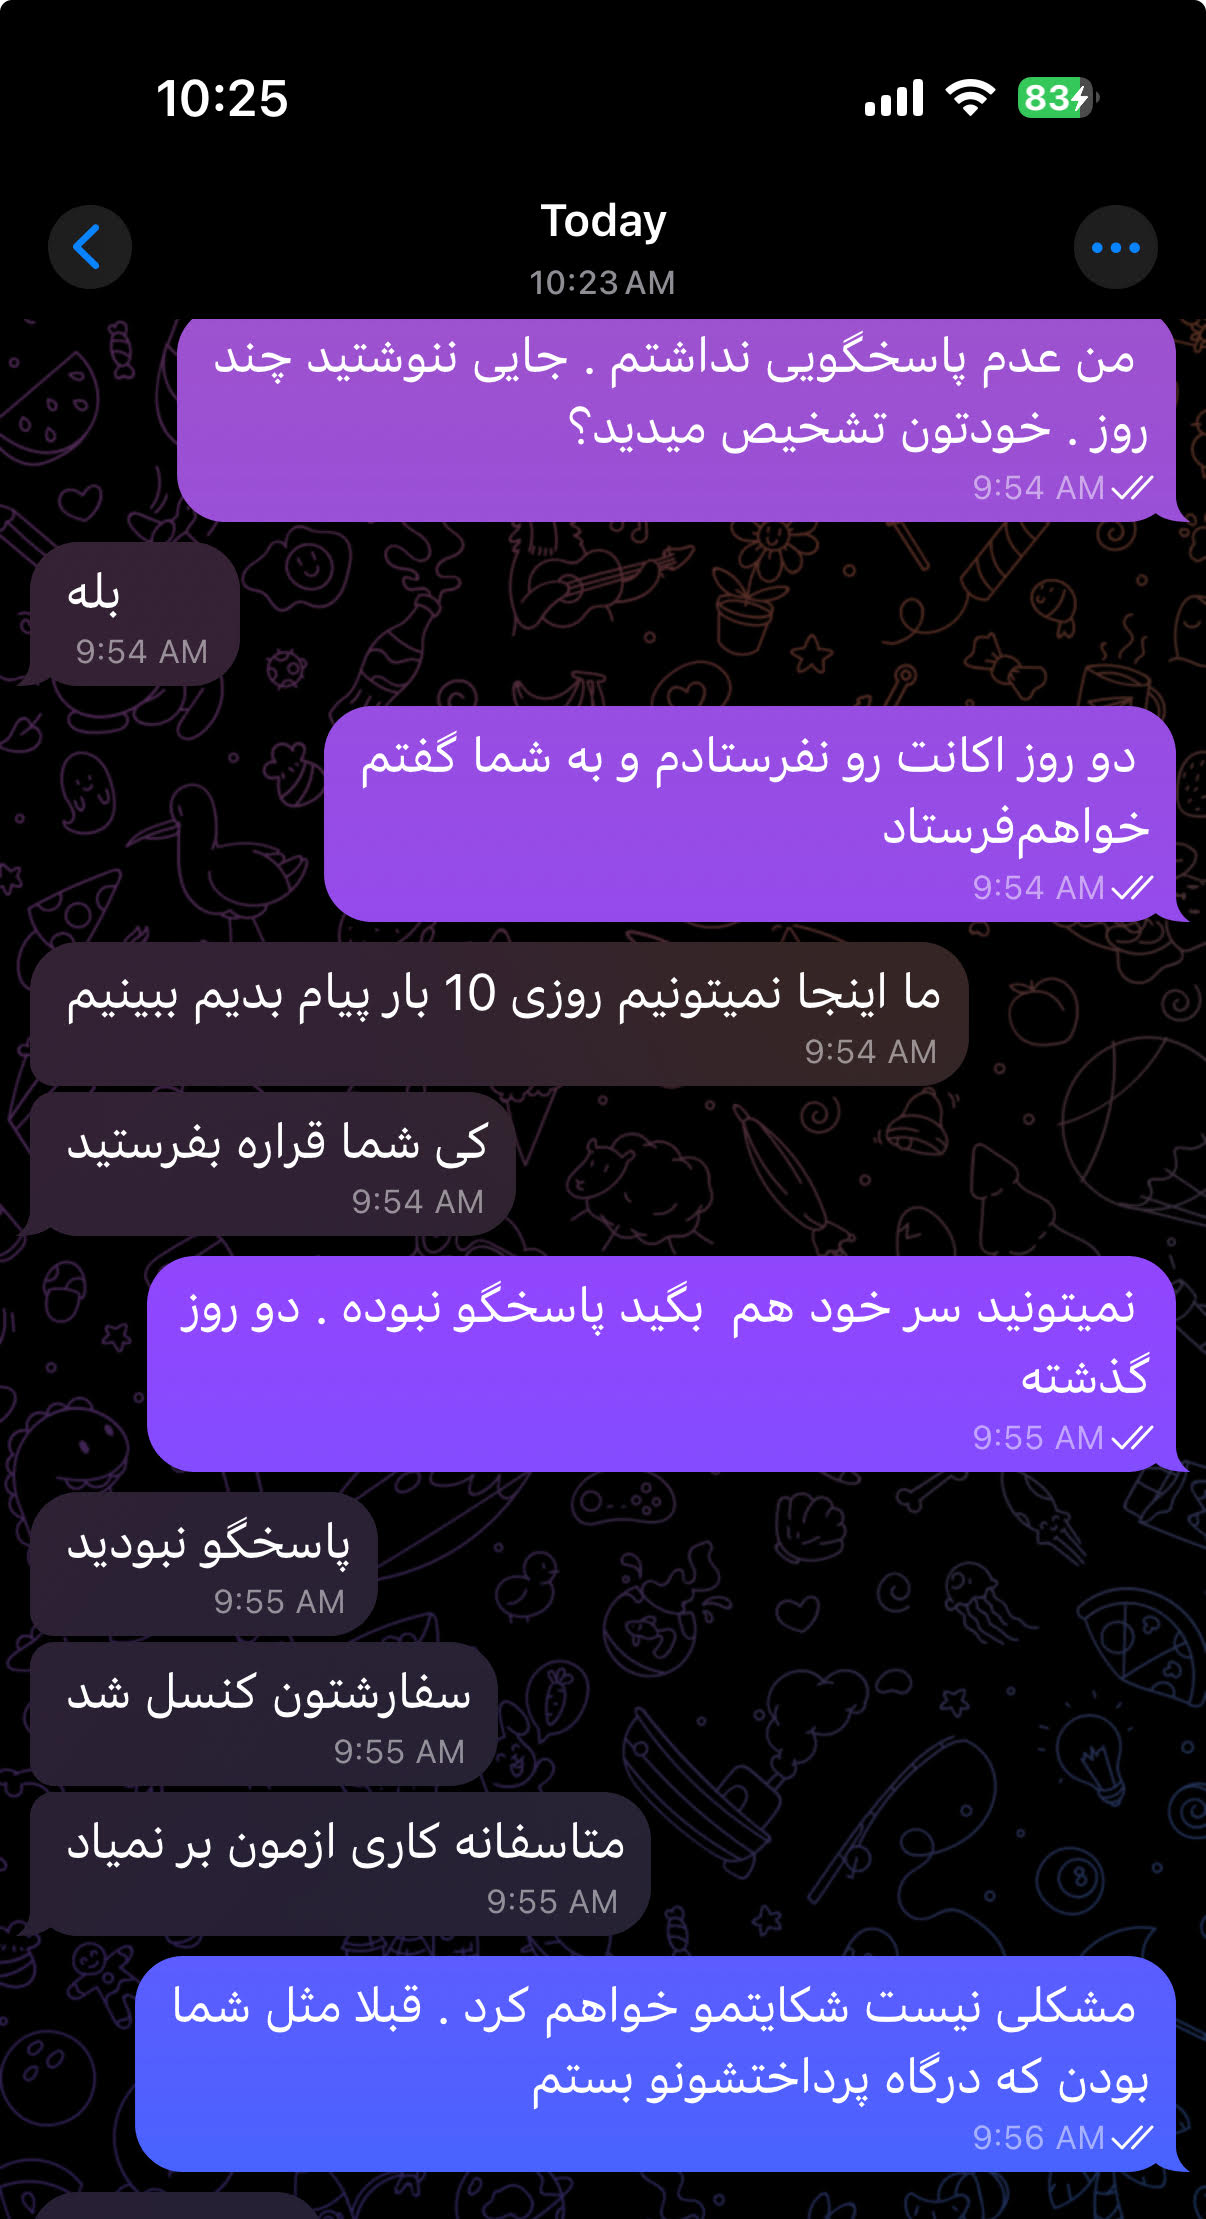 10:25
83
Today
10:23 AM
من عدم پاسخگویی نداشتم . جایی ننوشتید چند
روز . خودتون تشخیص میدید؟
9:54 AM
بله
9:54 AM
دو روز اکانت رو نفرستادم و به شما گفتم
خواهم‌فرستاد
9:54 AM
ما اینجا نمیتونیم روزی 10 بار پیام بدیم ببینیم
9:54 AM
کی شما قراره بفرستید
9:54 AM
نمیتونید سر خود هم  بگید پاسخگو نبوده . دو روز
گذشته
9:55 AM
پاسخگو نبودید
9:55 AM
سفارشتون کنسل شد
9:55 AM
متاسفانه کاری ازمون بر نمیاد
9:55 AM
مشکلی نیست شکایتمو خواهم کرد . قبلا مثل شما
بودن که درگاه پرداختشونو بستم
9:56 AM